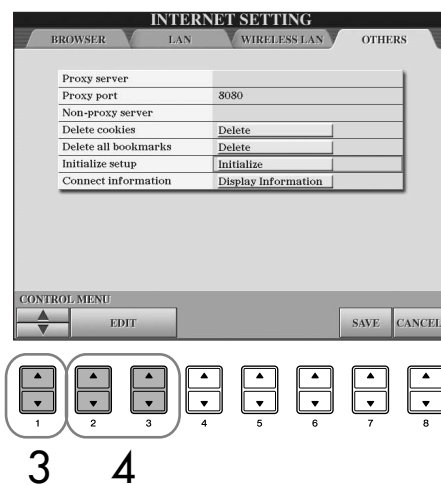 INTERNET SETTING
BROWSER LAN WIRELESS LAN OTHERS
Proxy server
Proxy port 8080
Non-proxy server
Delete cookies Delete
Delete all bookmarks Delete
Initialize setup Initialize
Connect information Display Information
CONTROL MENU
EDIT SAVE CANCEL
1 2 3 4 5 6 7 8
3 4